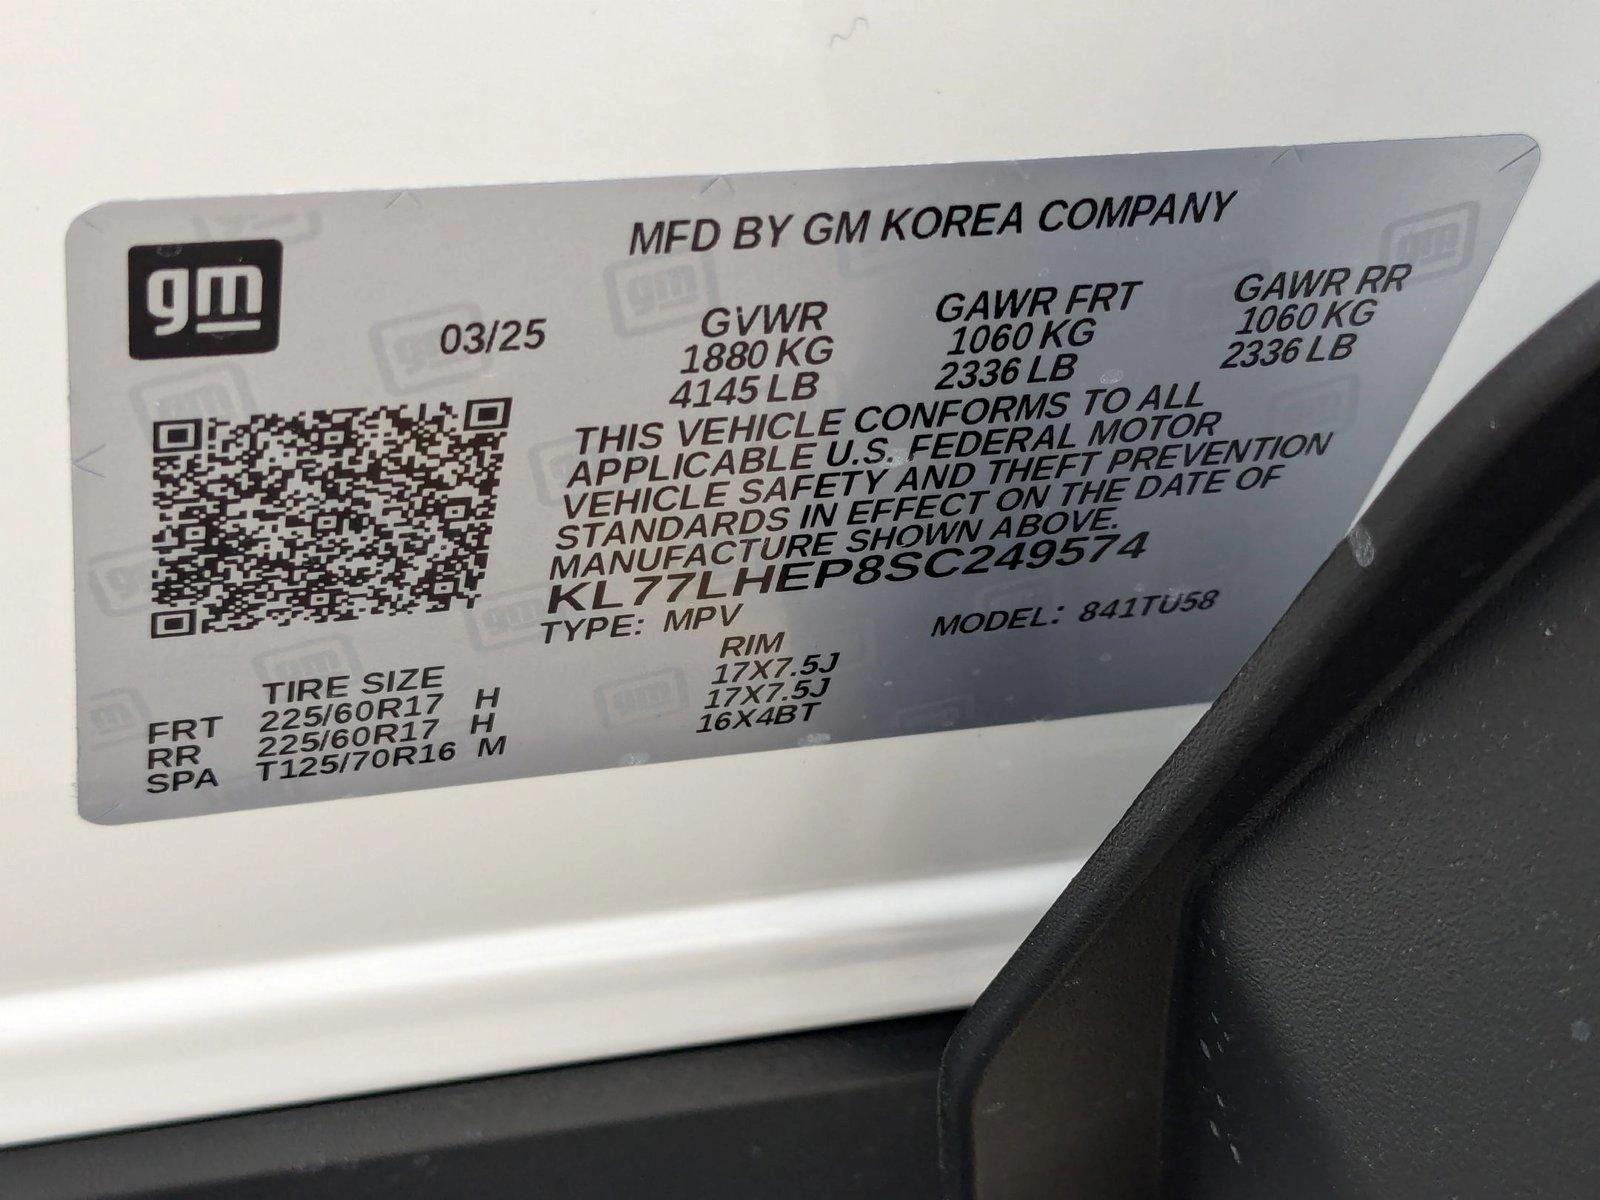 MFD BY GM KOREA COMPANY
gm
03/25
GVWR GAWR FRT GAWR RR
1880 KG 1060 KG 1060 KG
4145 LB 2336 LB 2336 LB
THIS VEHICLE CONFORMS TO ALL
APPLICABLE U.S. FEDERAL MOTOR
VEHICLE SAFETY AND THEFT PREVENTION
STANDARDS IN EFFECT ON THE DATE OF
MANUFACTURE SHOWN ABOVE.
KL77LHEP8SC249574
TYPE: MPV MODEL: 841TU58
TIRE SIZE RIM
FRT 225/60R17 H 17X7.5J
RR 225/60R17 H 17X7.5J
SPA T125/70R16 M 16X4BT